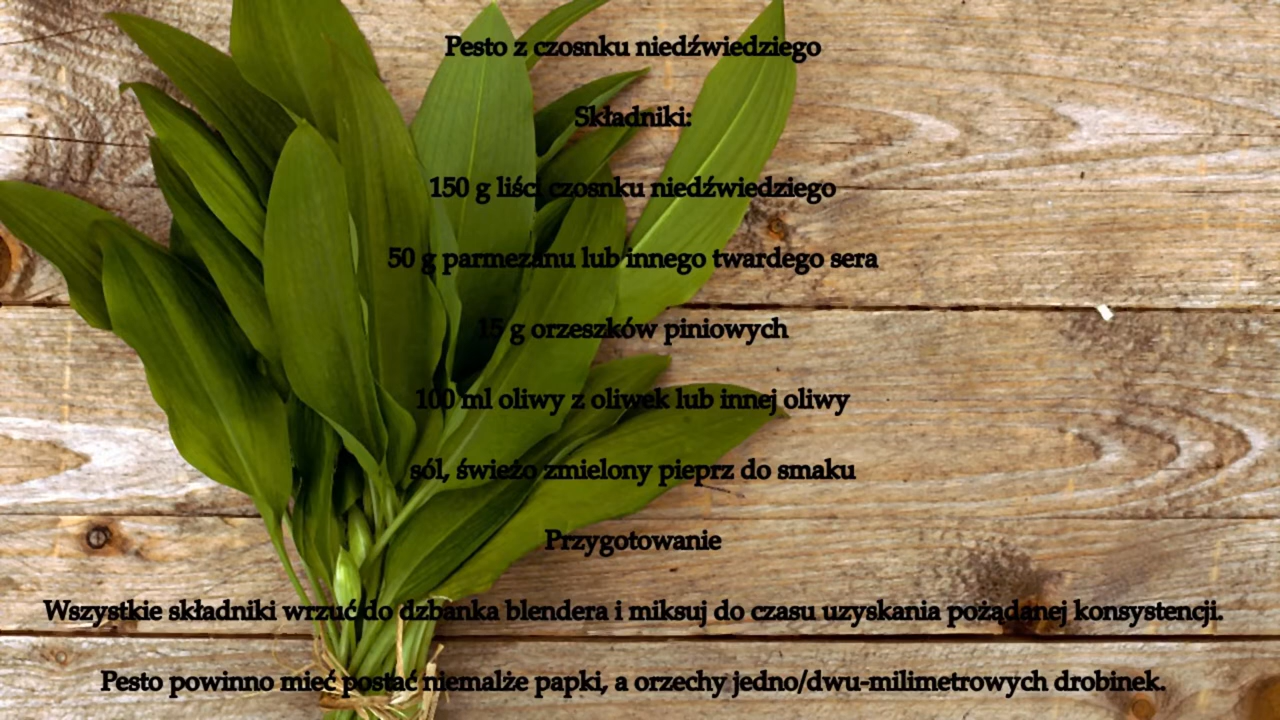 Pesto z czosnku niedźwiedziego
Składniki:
150 g liści czosnku niedźwiedziego
50 g parmezanu lub innego twardego sera
15 g orzeszków piniowych
100 ml oliwy z oliwek lub innej oliwy
sól, świeżo zmielony pieprz do smaku
Przygotowanie
Wszystkie składniki wrzuć do dzbanka blendera i miksuj do czasu uzyskania pożądanej konsystencji.
Pesto powinno mieć postać niemalże papki, a orzechy jedno/dwu-milimetrowych drobinek.